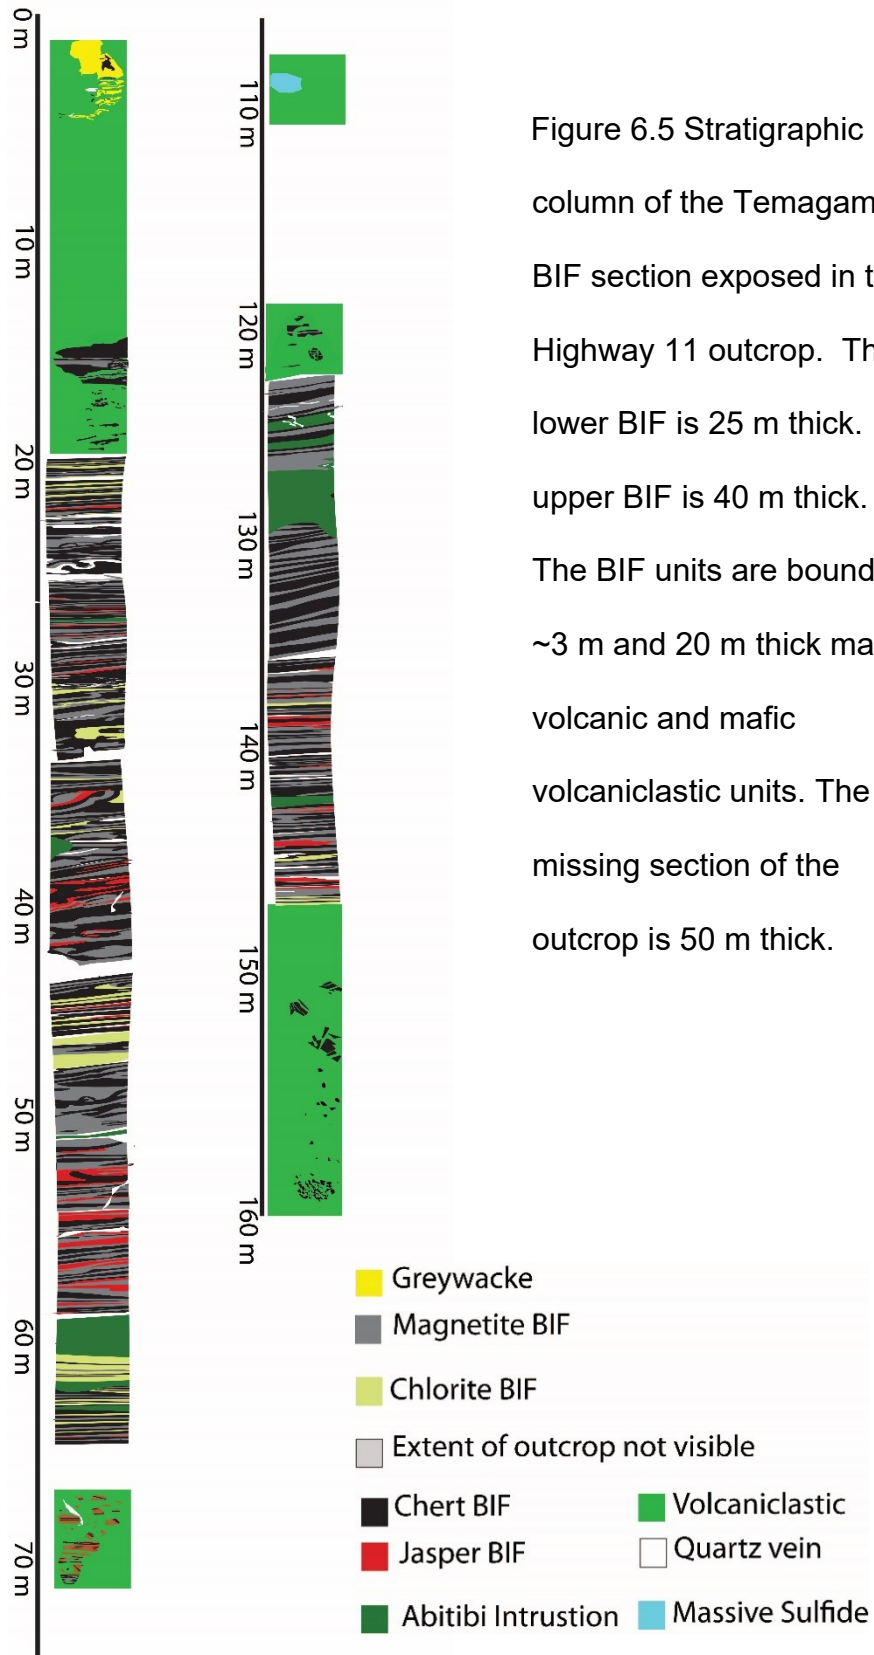 0 m
10 m
20 m
30 m
40 m
50 m
60 m
70 m
110 m
120 m
130 m
140 m
150 m
160 m
Figure 6.5 Stratigraphic
column of the Temagam
BIF section exposed in t
Highway 11 outcrop. Th
lower BIF is 25 m thick.
upper BIF is 40 m thick.
The BIF units are bound
~3 m and 20 m thick ma
volcanic and mafic
volcaniclastic units. The
missing section of the
outcrop is 50 m thick.
Greywacke
Magnetite BIF
Chlorite BIF
Extent of outcrop not visible
Chert BIF
Volcaniclastic
Jasper BIF
Quartz vein
Abitibi Intrustion
Massive Sulfide